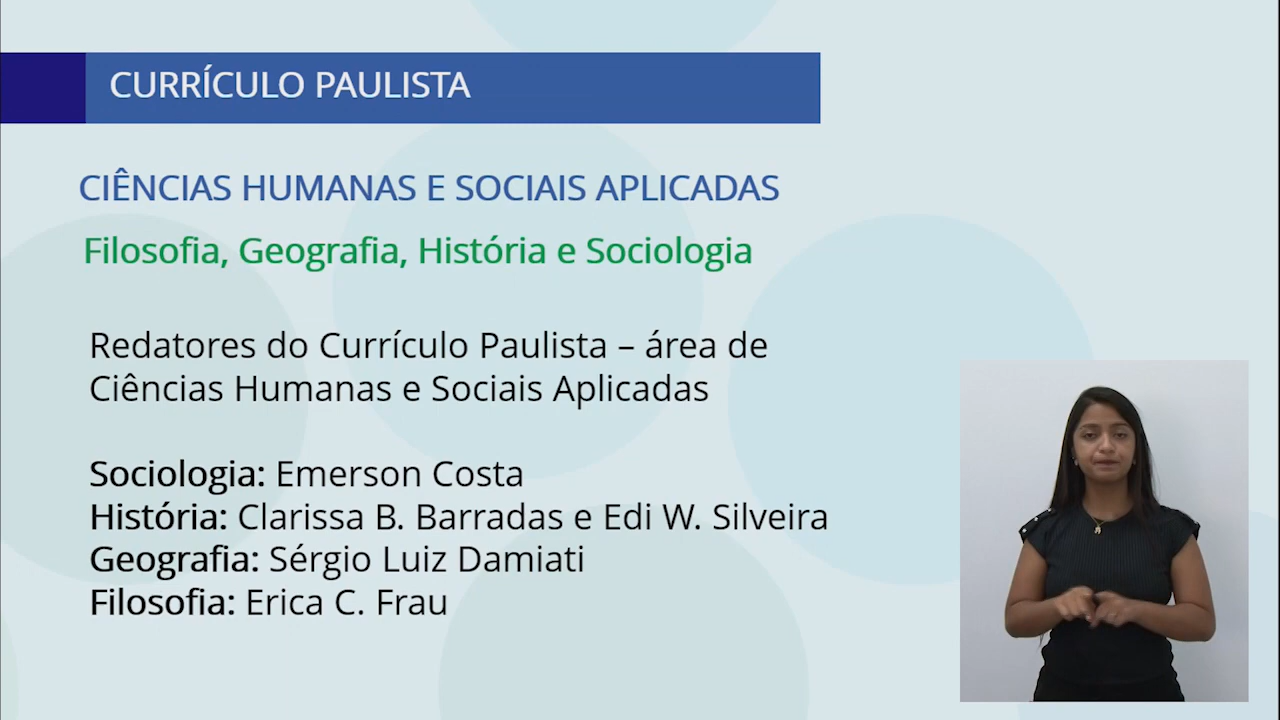 CURRÍCULO PAULISTA
CIÊNCIAS HUMANAS E SOCIAIS APLICADAS
Filosofia, Geografia, História e Sociologia
Redatores do Currículo Paulista – área de
Ciências Humanas e Sociais Aplicadas
Sociologia: Emerson Costa
História: Clarissa B. Barradas e Edi W. Silveira
Geografia: Sérgio Luiz Damiati
Filosofia: Erica C. Frau